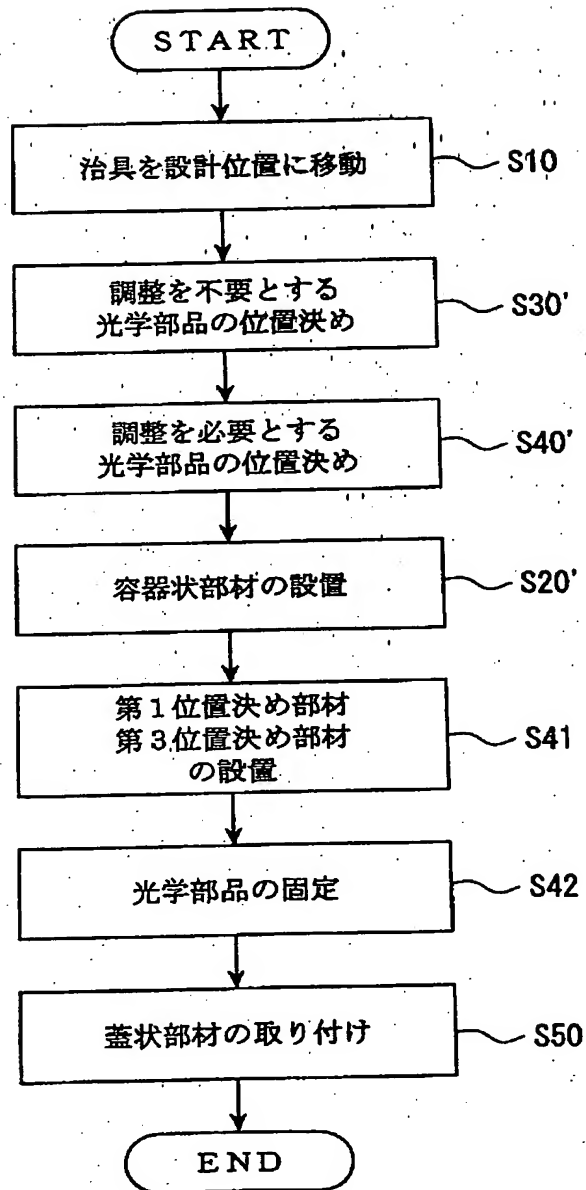 START
治具を設計位置に移動
S10
調整を不要とする
光学部品の位置決め
S30'
調整を必要とする
光学部品の位置決め
S40'
容器状部材の設置
S20'
第1位置決め部材
第3位置決め部材
の設置
S41
光学部品の固定
S42
蓋状部材の取り付け
S50
END